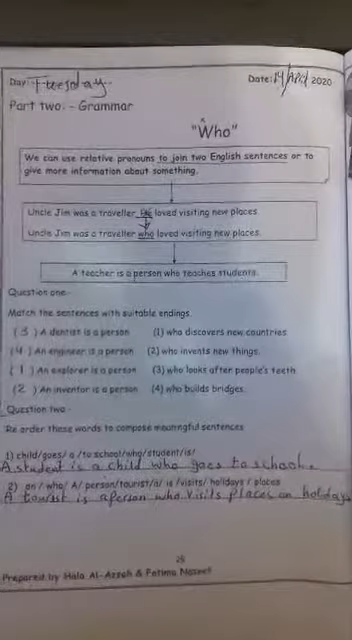 Day: Tuesday Date: 14/April 2020
Part two: - Grammar
"Who"
We can use relative pronouns to join two English sentences or to
give more information about something.
Uncle Jim was a traveller. He loved visiting new places.
Uncle Jim was a traveller who loved visiting new places.
A teacher is a person who teaches students.
Question one
Match the sentences with suitable endings.
( 3 ) A dentist is a person (1) who discovers new countries
( 4 ) An engineer is a person (2) who invents new things.
( 1 ) An explorer is a person (3) who looks after people's teeth
( 2 ) An inventor is a person (4) who builds bridges.
Question two
Re order these words to compose meaningful sentences
1) child/goes/ a /to school/who/student/is/
A student is a child who goes to school.
2) on / who/ A/ person/tourist/a/ is /visits/ holidays / places
A tourist is a person who visits places on holidays
Prepared by Hala Al-Azzeh & Fatima